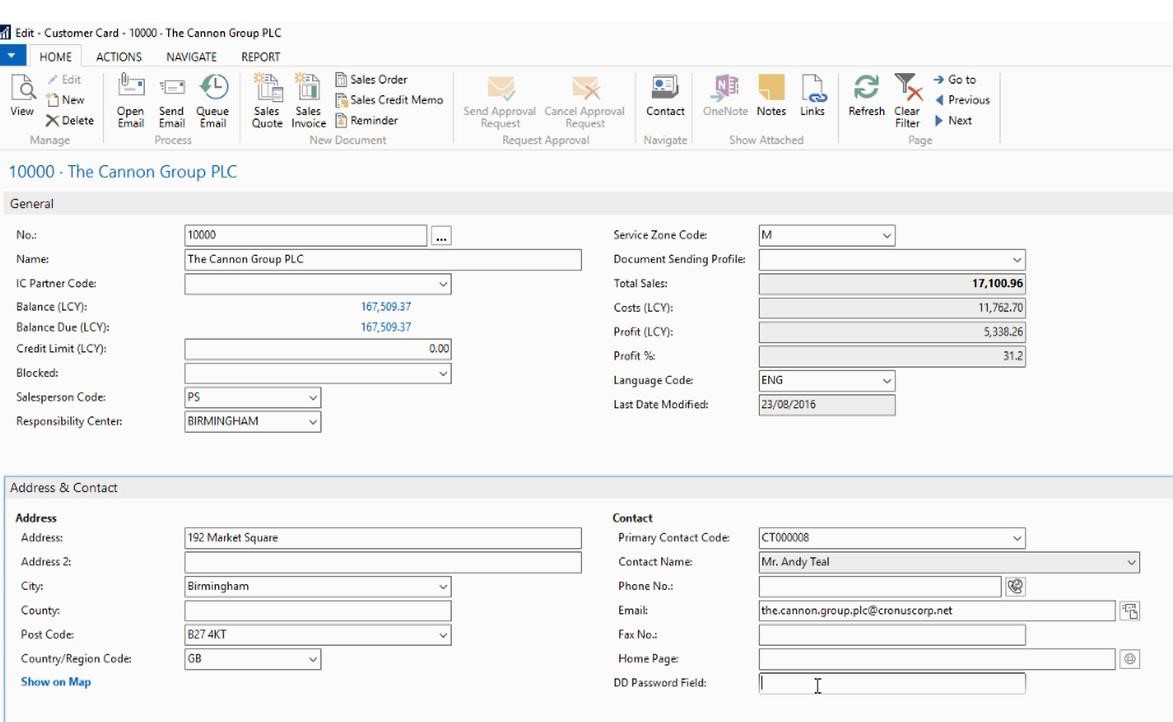 Edit - Customer Card - 10000 · The Cannon Group PLC
HOME ACTIONS NAVIGATE REPORT
View
Edit
New
Delete
Manage
Open Email
Send Email
Queue Email
Process
Sales Quote
Sales Invoice
Sales Order
Sales Credit Memo
Reminder
New Document
Send Approval Request
Cancel Approval Request
Request Approval
Contact
Navigate
OneNote
Notes
Links
Show Attached
Refresh
Clear Filter
Go to
Previous
Next
Page
10000 · The Cannon Group PLC
General
No.: 10000 ...
Name: The Cannon Group PLC
IC Partner Code:
Balance (LCY): 167,509.37
Balance Due (LCY): 167,509.37
Credit Limit (LCY): 0.00
Blocked:
Salesperson Code: PS
Responsibility Center: BIRMINGHAM
Service Zone Code: M
Document Sending Profile:
Total Sales: 17,100.96
Costs (LCY): 11,762.70
Profit (LCY): 5,338.26
Profit %: 31.2
Language Code: ENG
Last Date Modified: 23/08/2016
Address & Contact
Address
Address: 192 Market Square
Address 2:
City: Birmingham
County:
Post Code: B27 4KT
Country/Region Code: GB
Show on Map
Contact
Primary Contact Code: CT000008
Contact Name: Mr. Andy Teal
Phone No.:
Email: the.cannon.group.plc@cronuscorp.net
Fax No.:
Home Page:
DD Password Field: